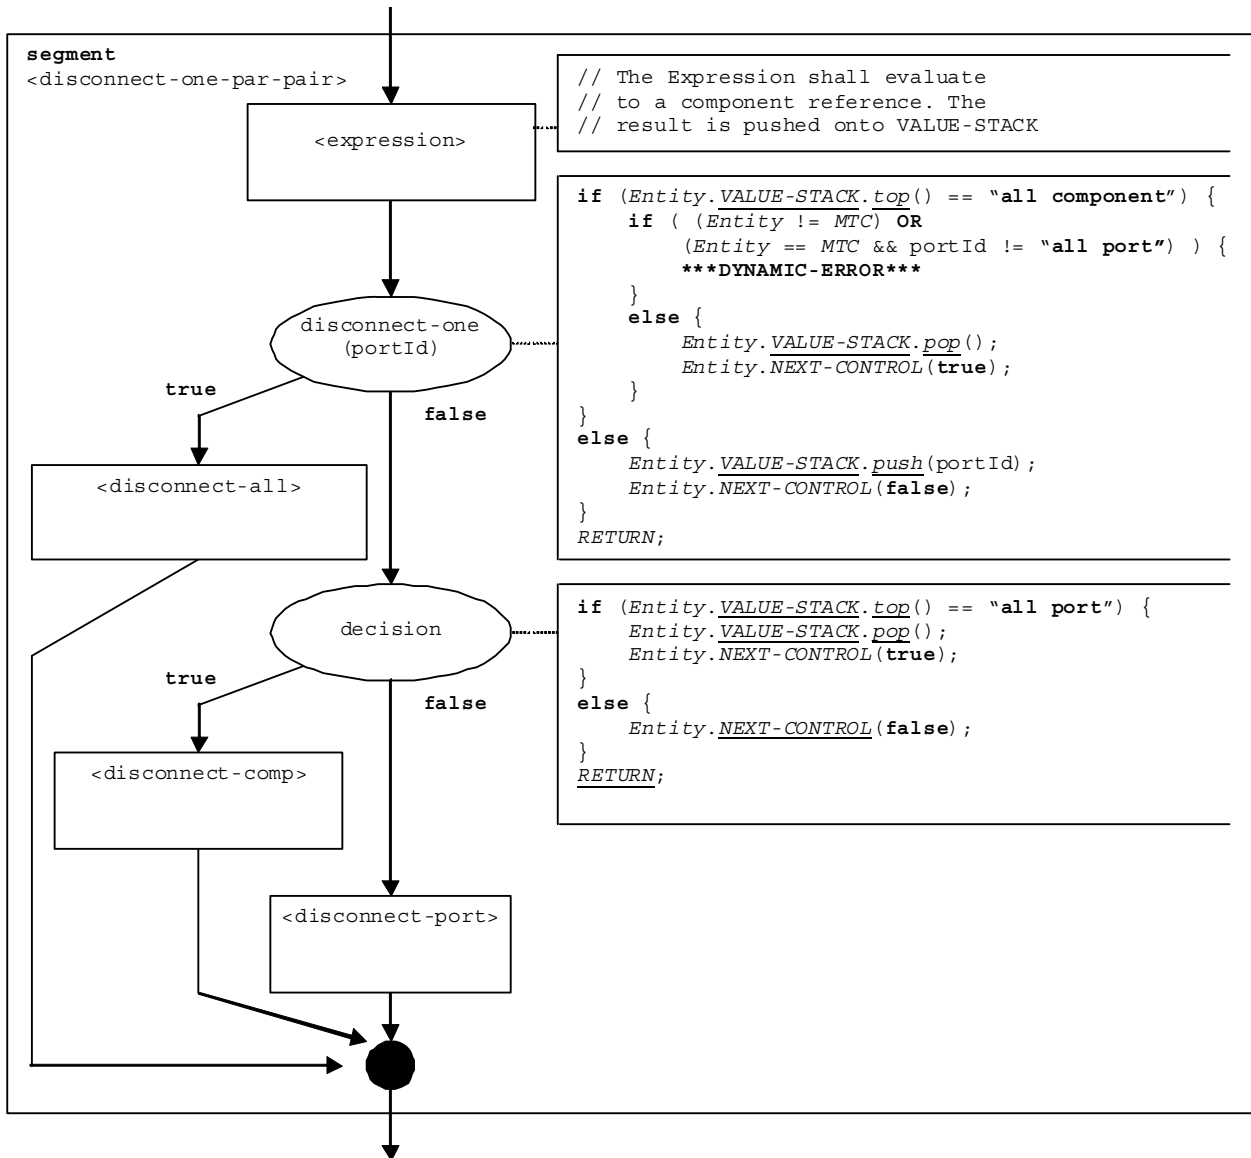 segment
<disconnect-one-par-pair>
<expression>
// The Expression shall evaluate
// to a component reference. The
// result is pushed onto VALUE-STACK
disconnect-one
(portId)
if (Entity.VALUE-STACK.top() == “all component”) {
if ( (Entity != MTC) OR
(Entity == MTC && portId != “all port”) ) {
***DYNAMIC-ERROR***
}
else {
Entity.VALUE-STACK.pop();
Entity.NEXT-CONTROL(true);
}
}
else {
Entity.VALUE-STACK.push(portId);
Entity.NEXT-CONTROL(false);
}
RETURN;
true
false
<disconnect-all>
decision
if (Entity.VALUE-STACK.top() == “all port”) {
Entity.VALUE-STACK.pop();
Entity.NEXT-CONTROL(true);
}
else {
Entity.NEXT-CONTROL(false);
}
RETURN;
true
false
<disconnect-comp>
<disconnect-port>